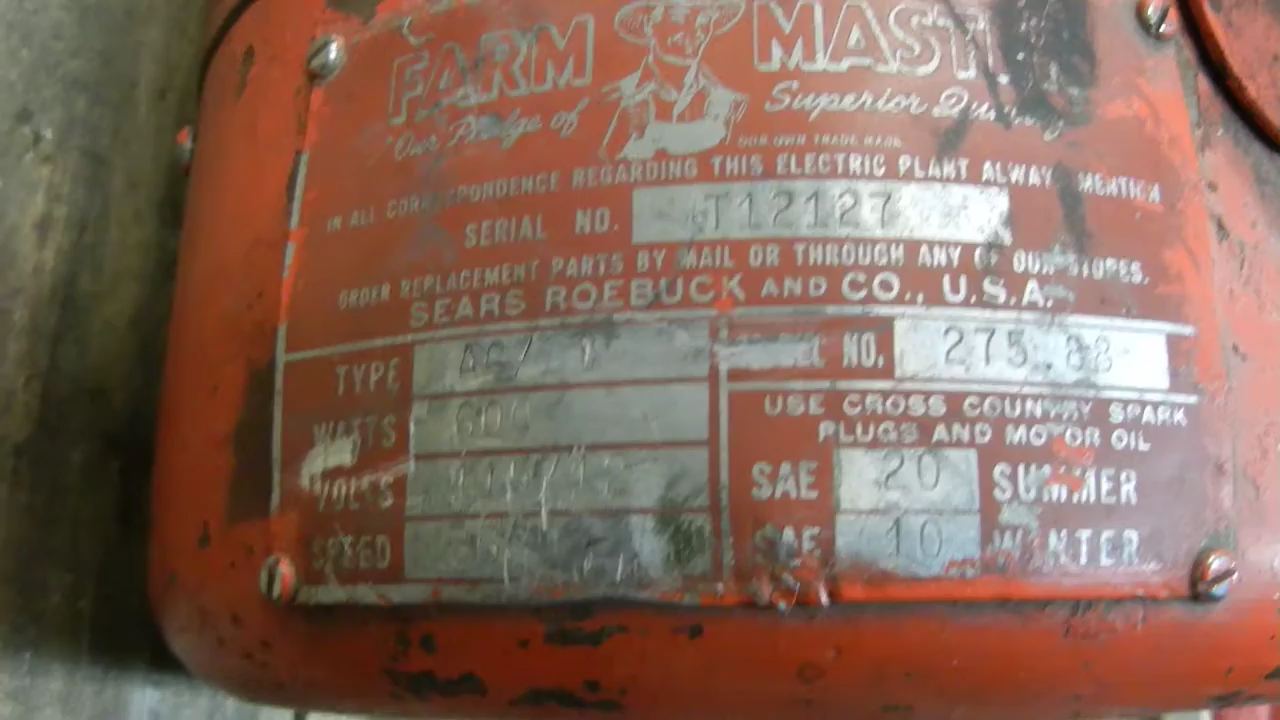 FARM MAST
"Our Pledge of Superior Quality
OUR OWN TRADE MARK
IN ALL CORRESPONDENCE REGARDING THIS ELECTRIC PLANT ALWAYS MENTION
SERIAL NO. T12127
ORDER REPLACEMENT PARTS BY MAIL OR THROUGH ANY OF OUR STORES.
SEARS ROEBUCK AND CO., U.S.A.
TYPE
NO. 275.88
WATTS 600
USE CROSS COUNTRY SPARK
PLUGS AND MOTOR OIL
VOLTS
SAE 20 SUMMER
SPEED
SAE 10 WINTER